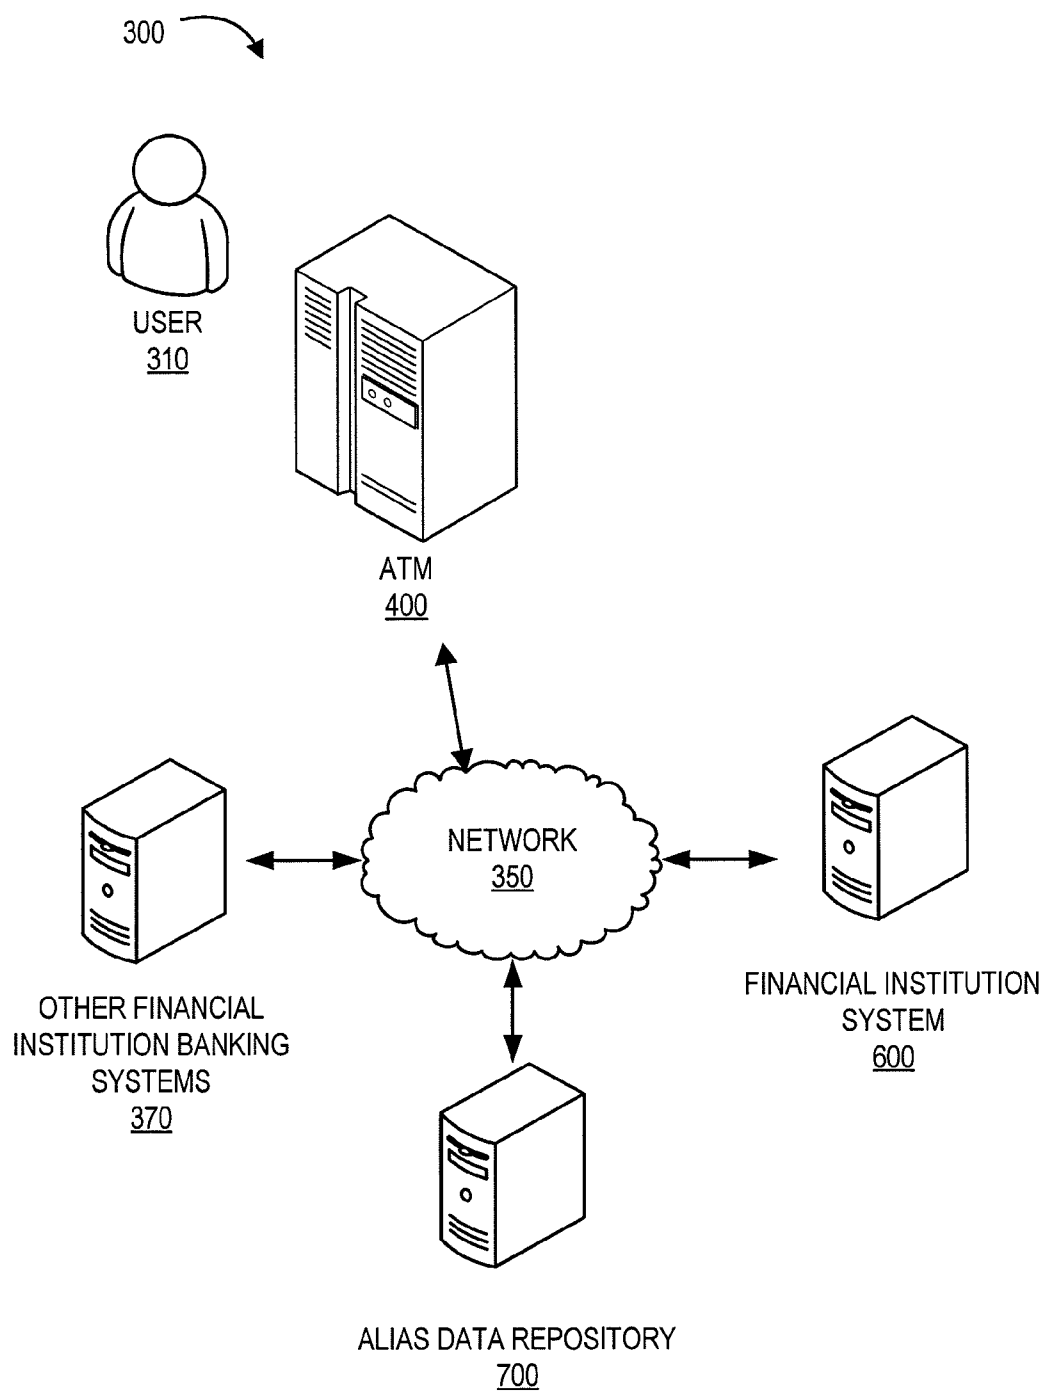 300
USER
310
ATM
400
NETWORK
350
OTHER FINANCIAL
INSTITUTION BANKING
SYSTEMS
370
FINANCIAL INSTITUTION
SYSTEM
600
ALIAS DATA REPOSITORY
700